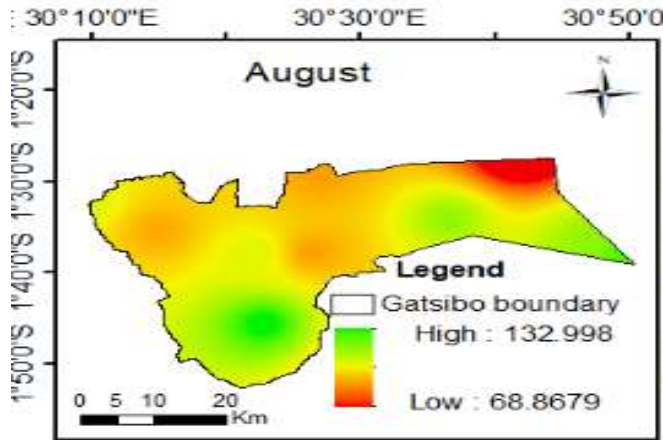 30°10'0"E 30°30'0"E 30°50'
August
N
1°20'0"S
1°30'0"S
1°40'0"S
1°50'0"S
Legend
Gatsibo boundary
High : 132.998
Low : 68.8679
0 5 10 20
Km